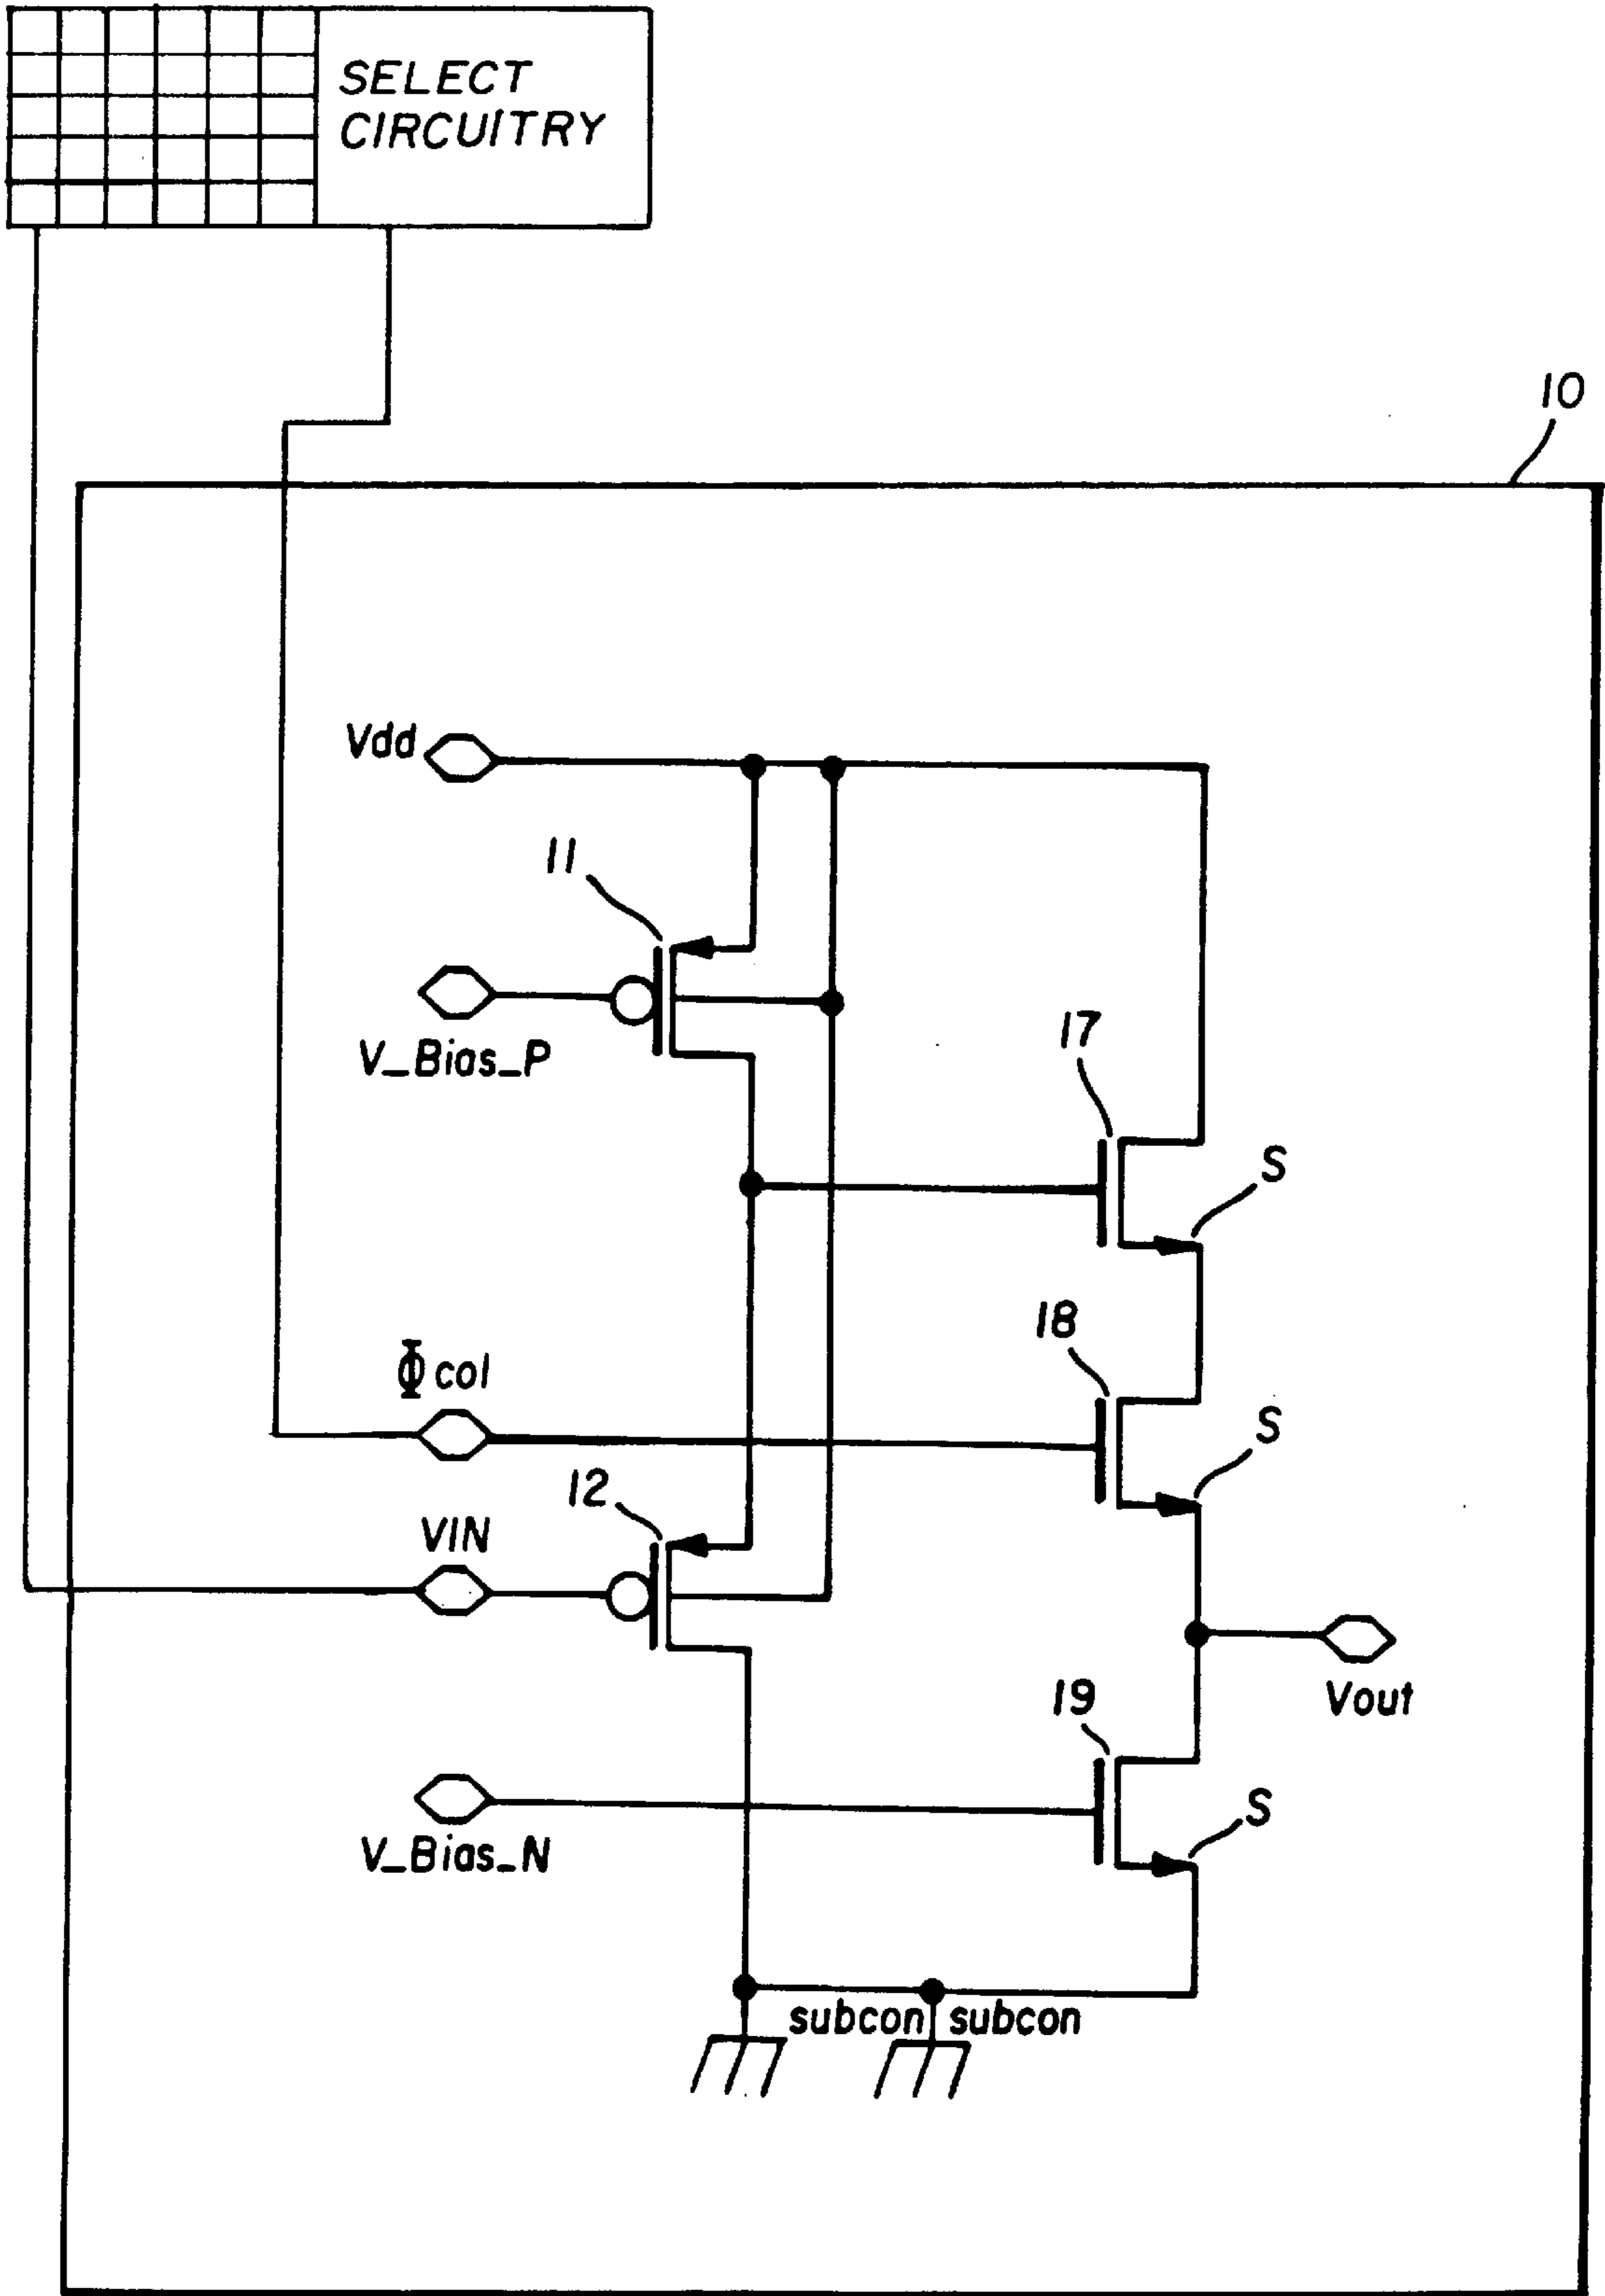 SELECT
CIRCUITRY
10
Vdd
11
V_Bias_P
17
S
18
Φcol
S
12
VIN
19
Vout
V_Bias_N
S
subcon subcon